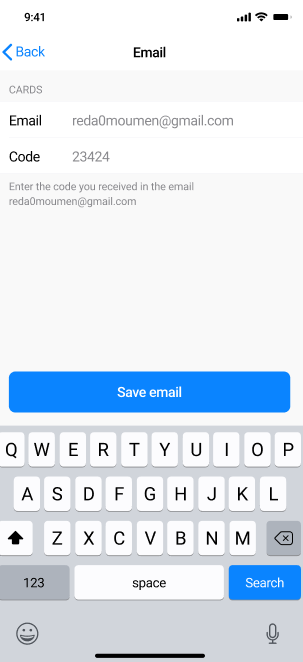 9:41
Back
Email
CARDS
Email reda0moumen@gmail.com
Code 23424
Enter the code you received in the email
reda0moumen@gmail.com
Save email
Q W E R T Y U I O P
A S D F G H J K L
Z X C V B N M
123 space Search